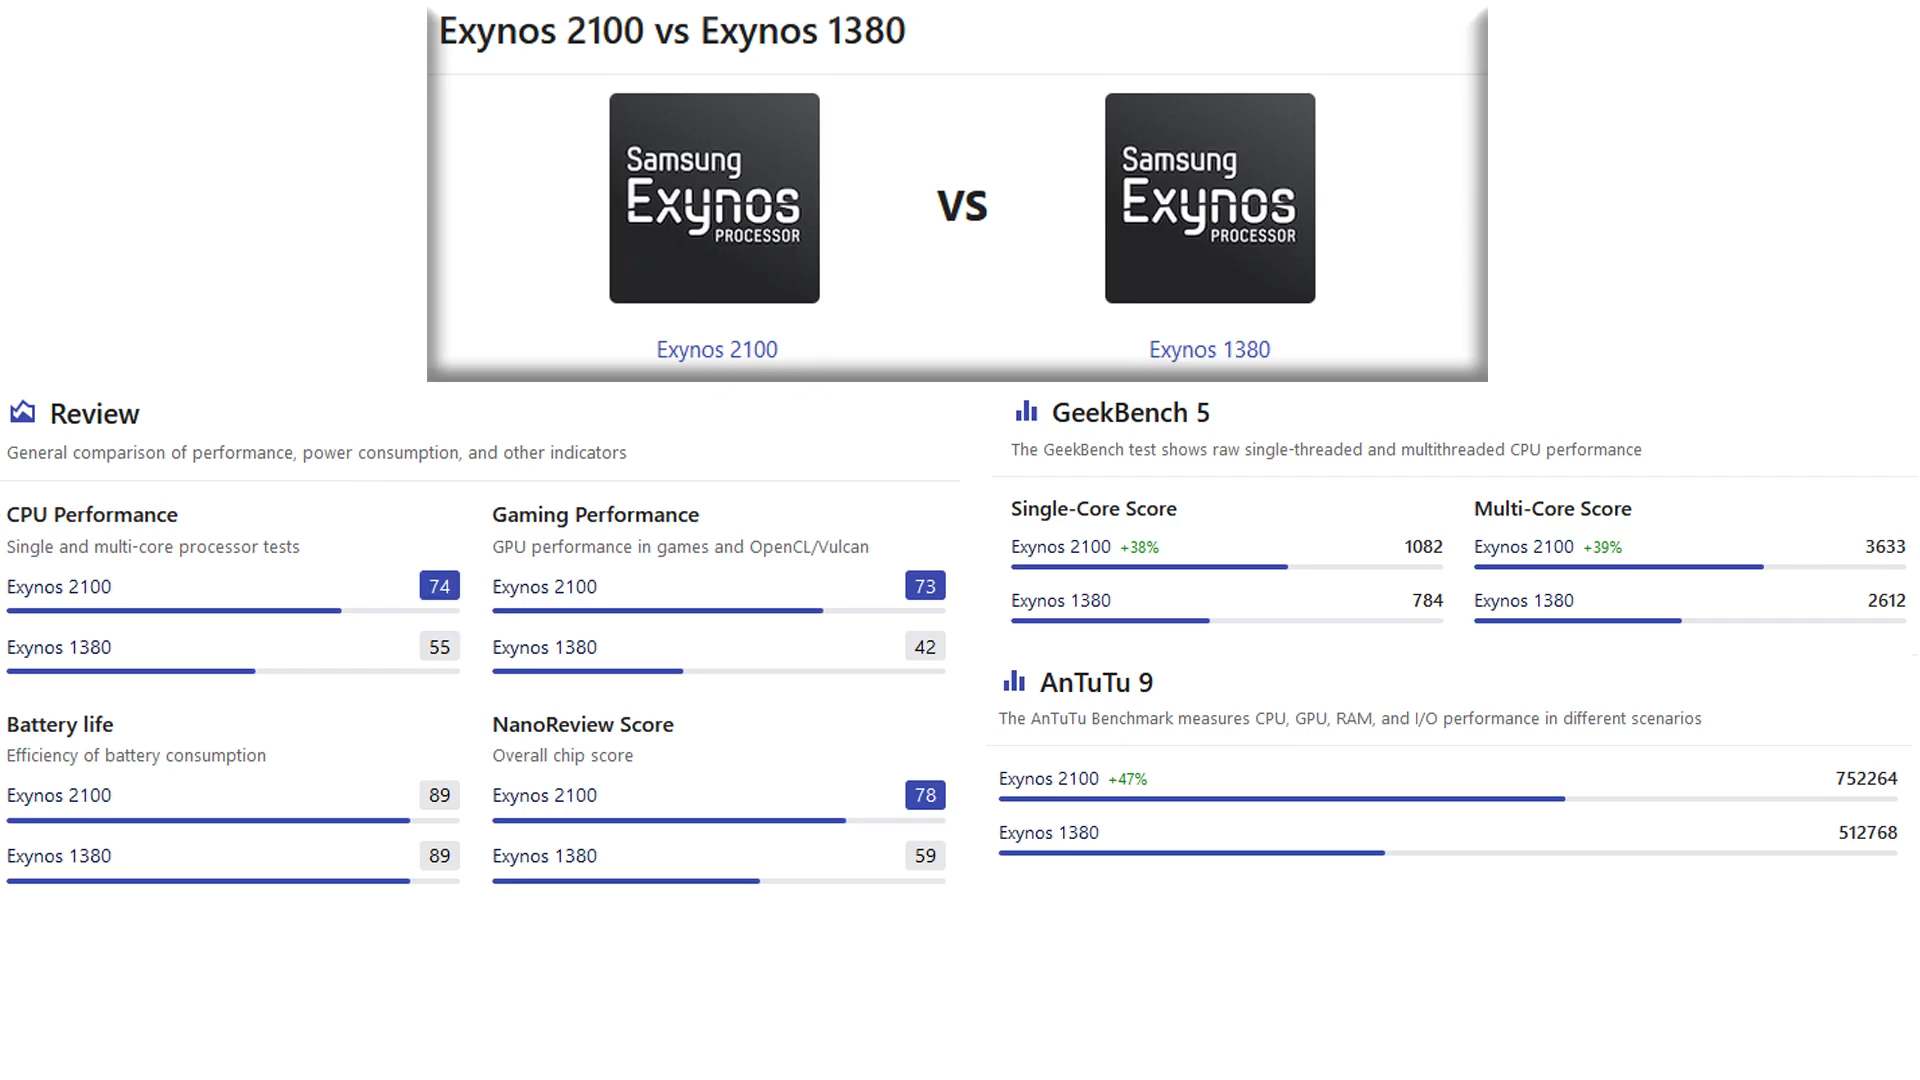 Exynos 2100 vs Exynos 1380
Samsung
Exynos
PROCESSOR
VS
Samsung
Exynos
PROCESSOR
Exynos 2100
Exynos 1380
Review
General comparison of performance, power consumption, and other indicators
CPU Performance
Single and multi-core processor tests
Exynos 2100 74
Exynos 1380 55
Gaming Performance
GPU performance in games and OpenCL/Vulcan
Exynos 2100 73
Exynos 1380 42
Battery life
Efficiency of battery consumption
Exynos 2100 89
Exynos 1380 89
NanoReview Score
Overall chip score
Exynos 2100 78
Exynos 1380 59
GeekBench 5
The GeekBench test shows raw single-threaded and multithreaded CPU performance
Single-Core Score
Exynos 2100 +38% 1082
Exynos 1380 784
Multi-Core Score
Exynos 2100 +39% 3633
Exynos 1380 2612
AnTuTu 9
The AnTuTu Benchmark measures CPU, GPU, RAM, and I/O performance in different scenarios
Exynos 2100 +47% 752264
Exynos 1380 512768